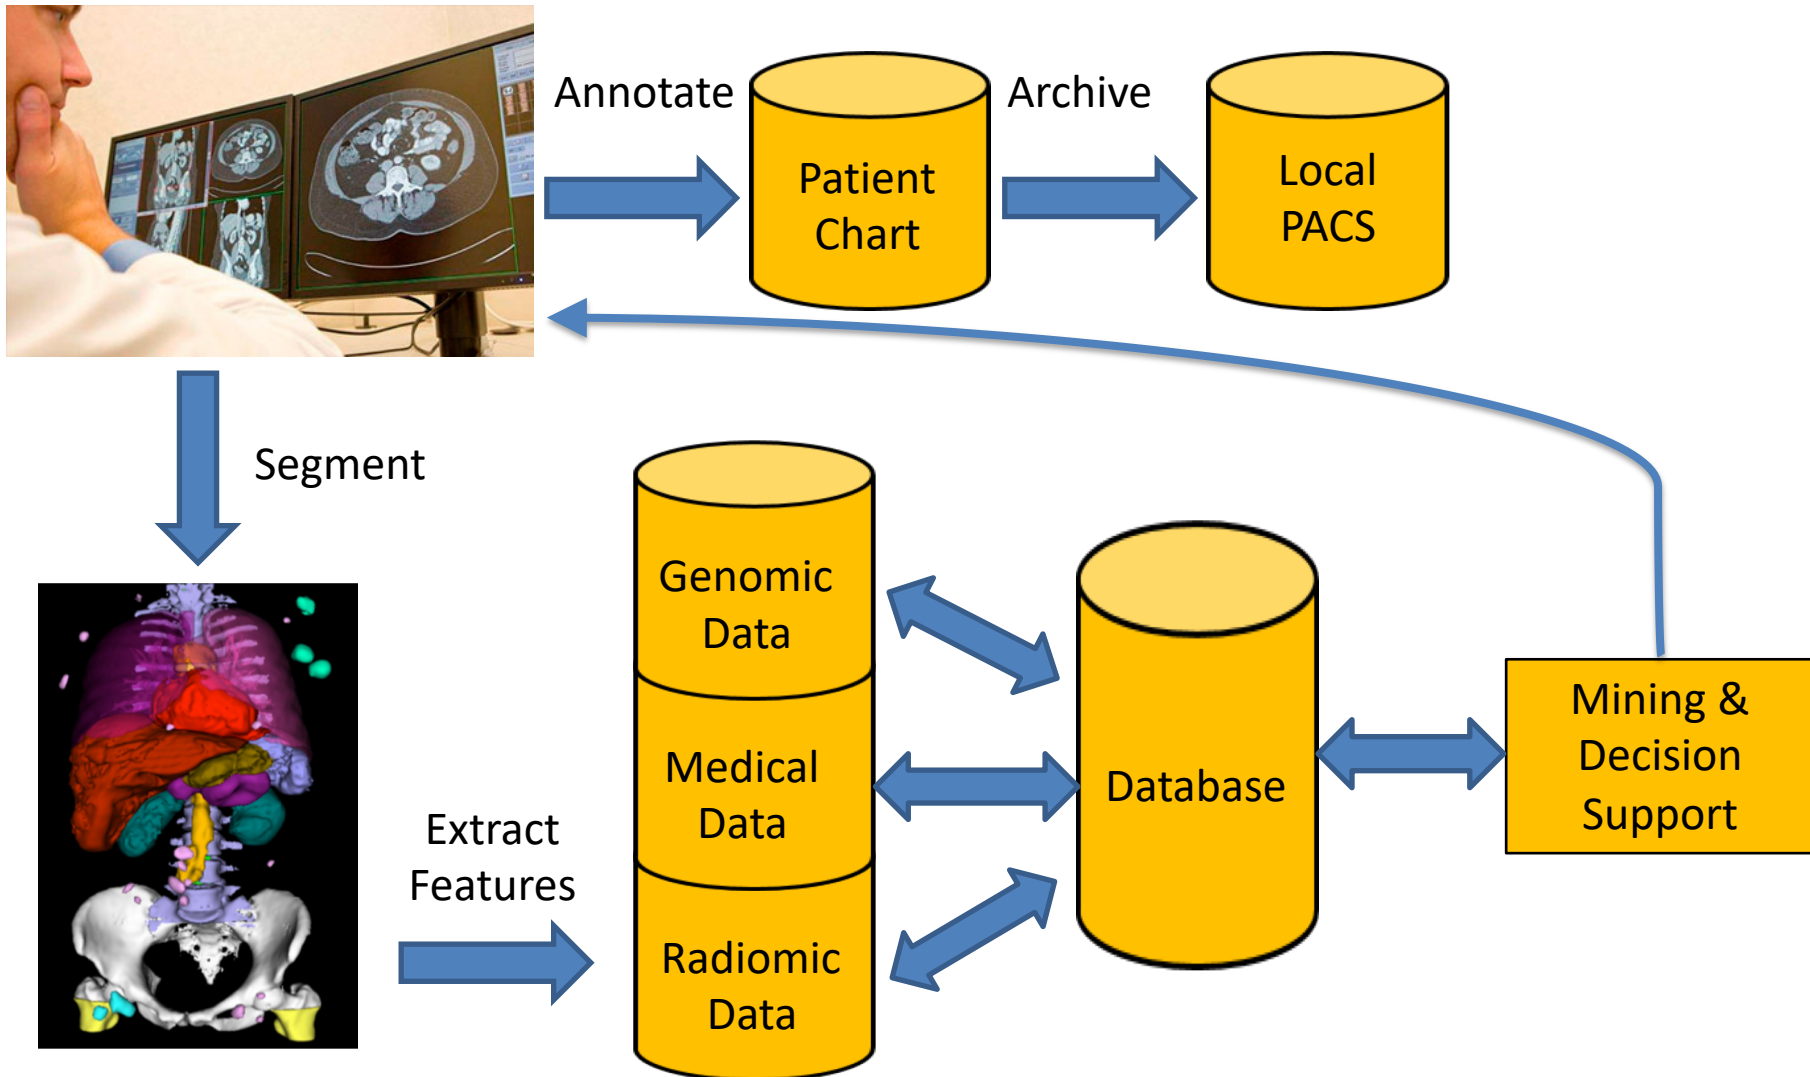 Annotate
Patient
Chart
Archive
Local
PACS
Segment
Extract
Features
Genomic
Data
Medical
Data
Radiomic
Data
Database
Mining &
Decision
Support